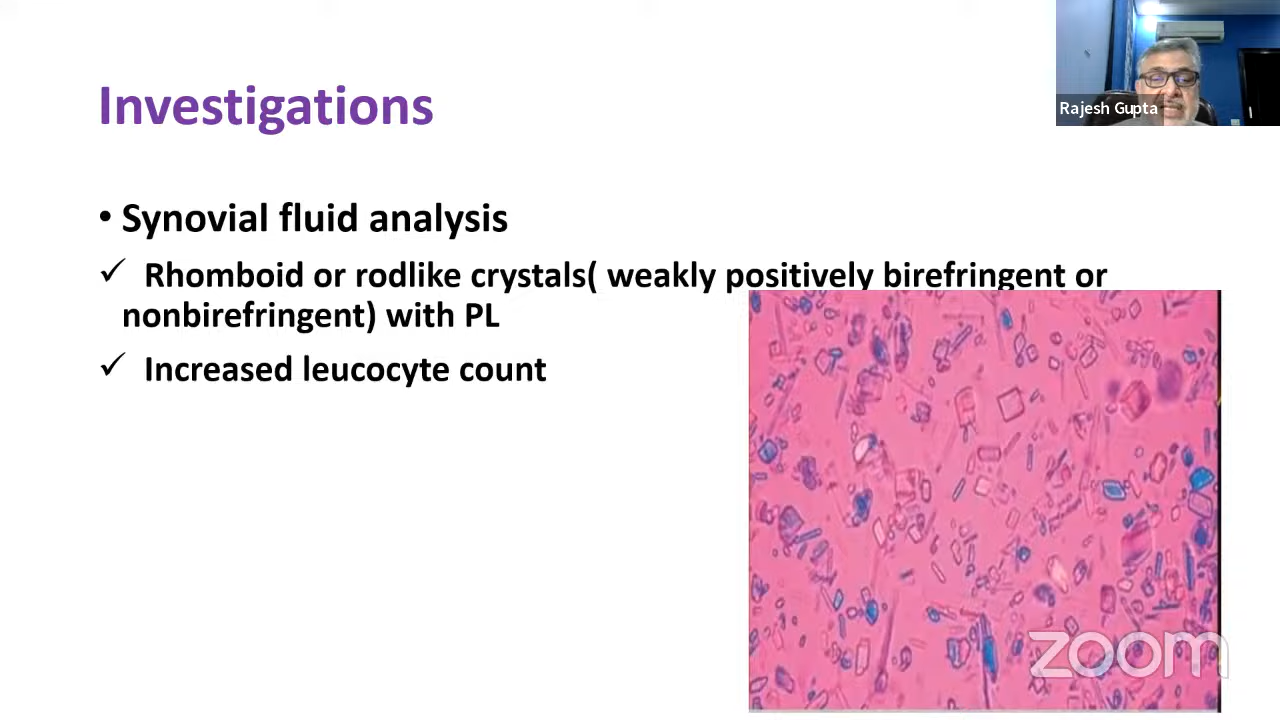 Rajesh Gupta
Investigations
• Synovial fluid analysis
✓ Rhomboid or rodlike crystals( weakly positively birefringent or
nonbirefringent) with PL
✓ Increased leucocyte count
zoom